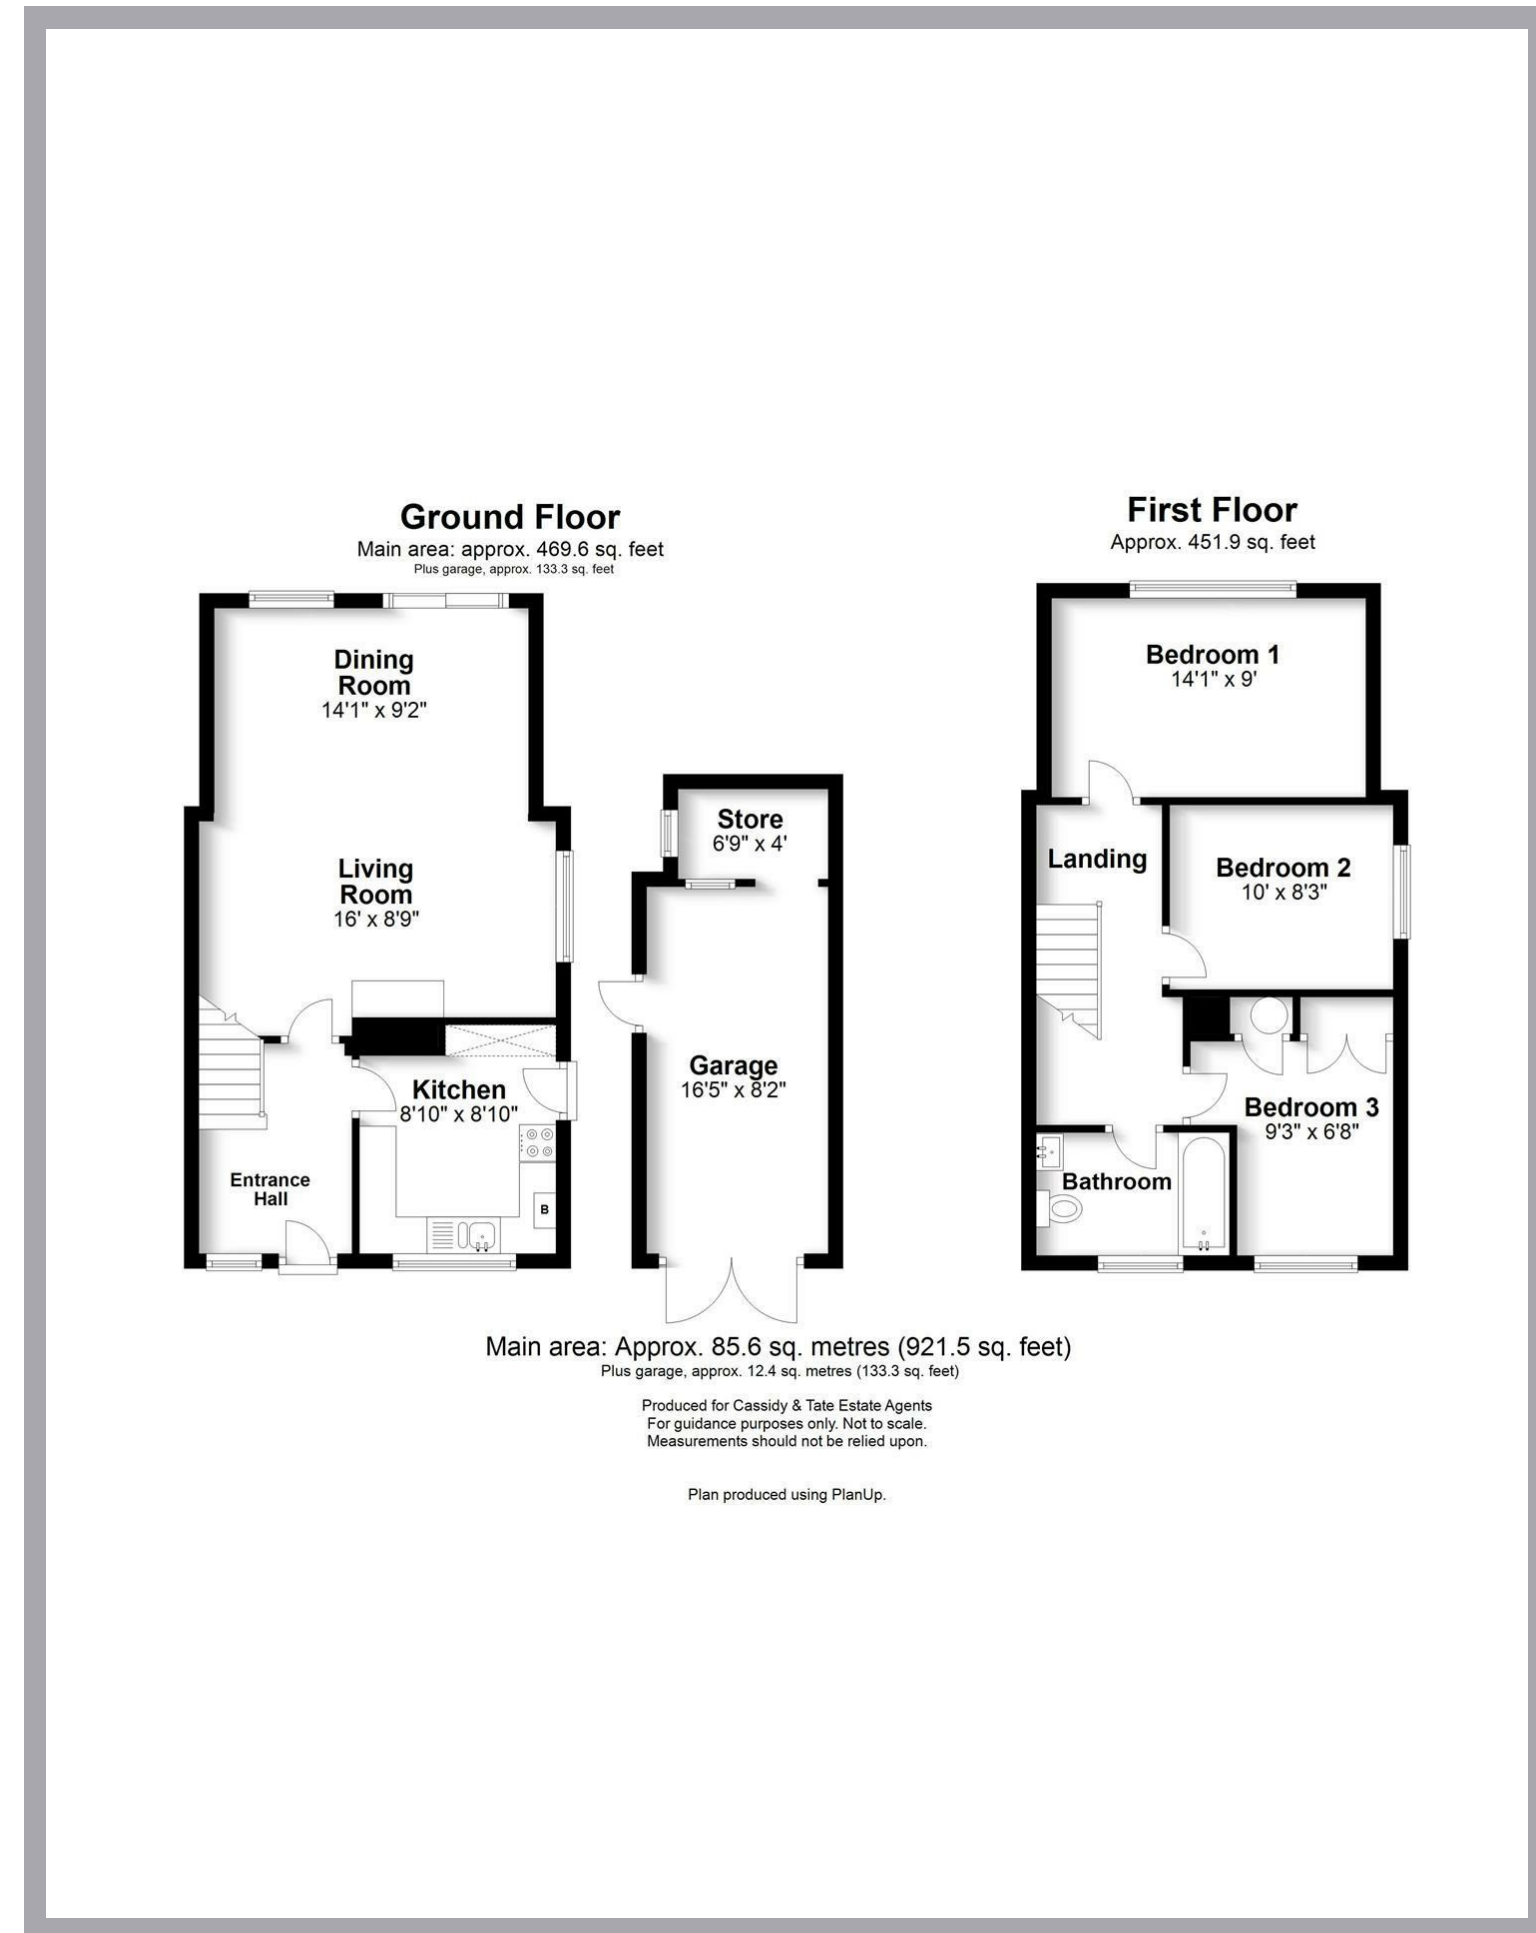 Ground Floor
Main area: approx. 469.6 sq. feet
Plus garage, approx. 133.3 sq. feet
Dining
Room
14'1" x 9'2"
Living
Room
16' x 8'9"
Kitchen
8'10" x 8'10"
B
Entrance
Hall
Store
6'9" x 4'
Garage
16'5" x 8'2"
First Floor
Approx. 451.9 sq. feet
Bedroom 1
14'1" x 9'
Landing
Bedroom 2
10' x 8'3"
Bedroom 3
9'3" x 6'8"
Bathroom
Main area: Approx. 85.6 sq. metres (921.5 sq. feet)
Plus garage, approx. 12.4 sq. metres (133.3 sq. feet)
Produced for Cassidy & Tate Estate Agents
For guidance purposes only. Not to scale.
Measurements should not be relied upon.
Plan produced using PlanUp.